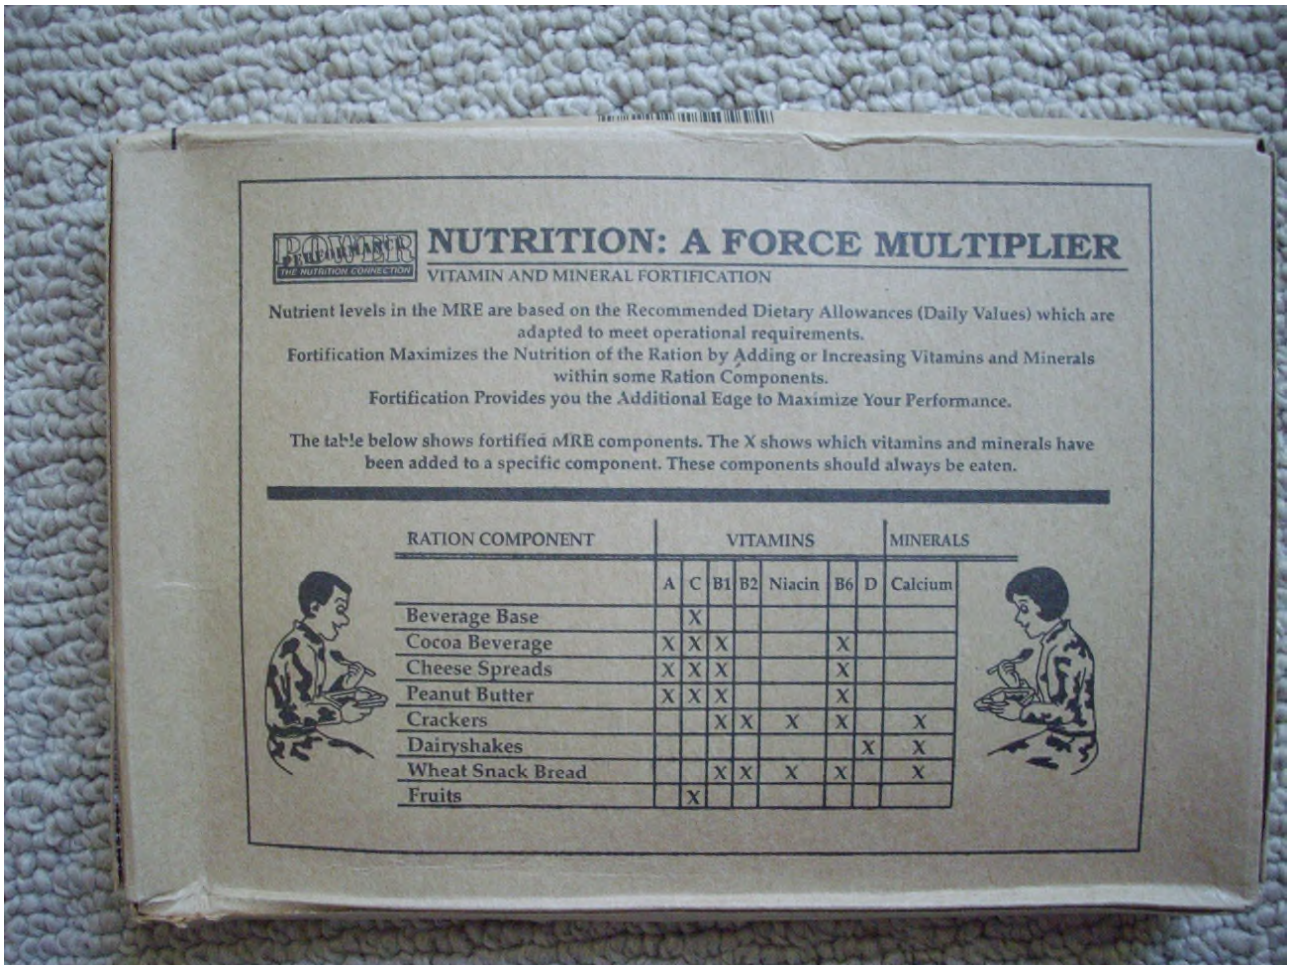 POWER
PERFORMANCE
THE NUTRITION CONNECTION
NUTRITION: A FORCE MULTIPLIER
VITAMIN AND MINERAL FORTIFICATION
Nutrient levels in the MRE are based on the Recommended Dietary Allowances (Daily Values) which are
adapted to meet operational requirements.
Fortification Maximizes the Nutrition of the Ration by Adding or Increasing Vitamins and Minerals
within some Ration Components.
Fortification Provides you the Additional Edge to Maximize Your Performance.
The table below shows fortified MRE components. The X shows which vitamins and minerals have
been added to a specific component. These components should always be eaten.
RATION COMPONENT VITAMINS MINERALS
A C B1 B2 Niacin B6 D Calcium
Beverage Base X
Cocoa Beverage X X X X
Cheese Spreads X X X X
Peanut Butter X X X X
Crackers X X X X X
Dairyshakes X X
Wheat Snack Bread X X X X X
Fruits X